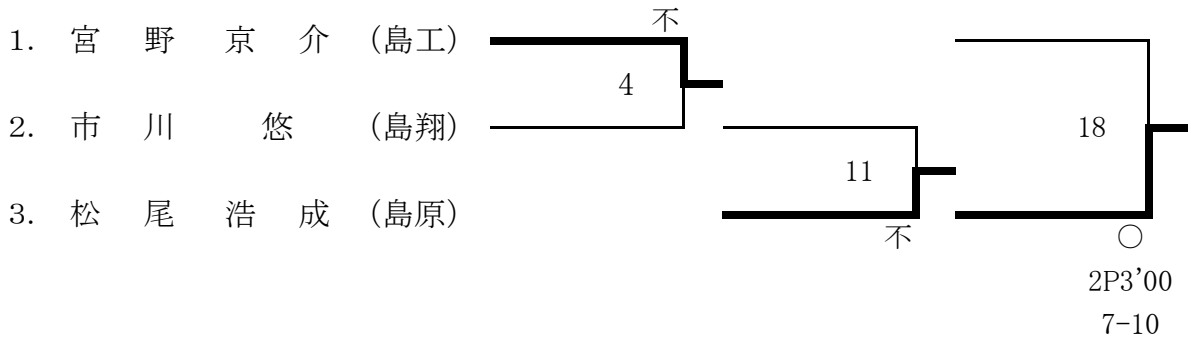 不
1. 宮野京介 (島工)
4
2. 市川悠 (島翔)
18
11
3. 松尾浩成 (島原)
不
○
2P3’00
7-10